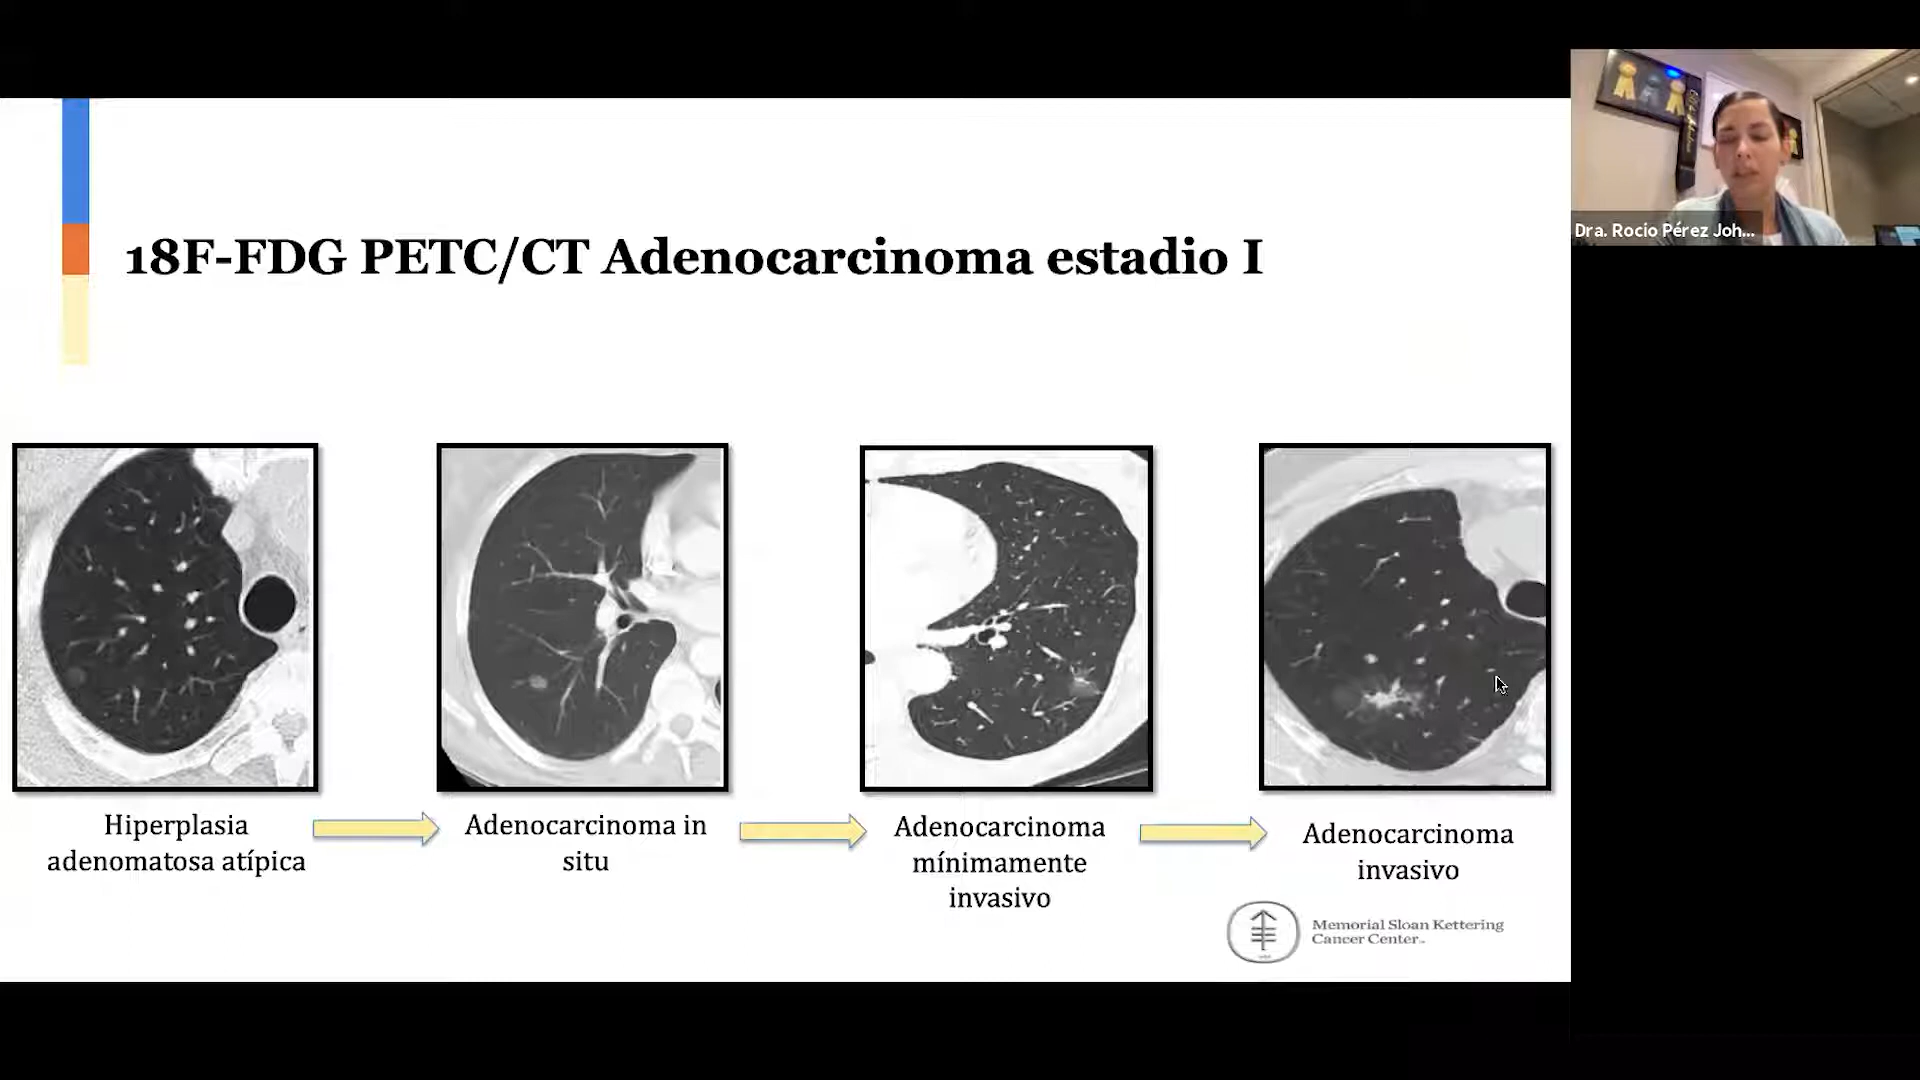 18F-FDG PETC/CT Adenocarcinoma estadio I
Dra. Rocio Pérez Joh...
Hiperplasia
adenomatosa atípica
Adenocarcinoma in
situ
Adenocarcinoma
mínimamente
invasivo
Adenocarcinoma
invasivo
Memorial Sloan Kettering
Cancer Center